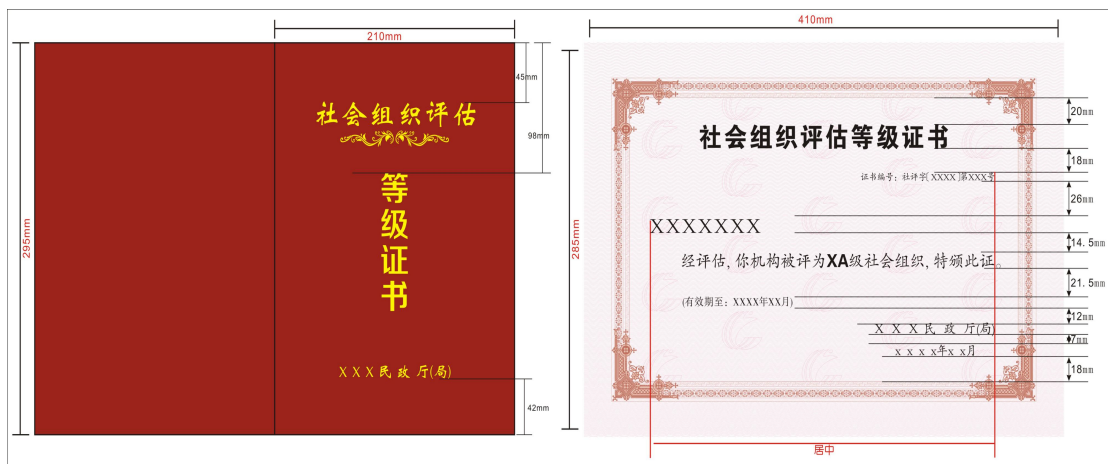 210mm
45mm
98mm
295mm
社会组织评估
等级证书
XXX民政厅(局)
42mm
410mm
285mm
20mm
社会组织评估等级证书
18mm
证书编号：社评字[XXXX]第XXX号
26mm
XXXXXXX
14.5mm
经评估,你机构被评为XA级社会组织,特颁此证。
21.5mm
(有效期至：XXXX年XX月)
12mm
XXX民政厅(局)
7mm
xxxx年xx月
18mm
居中